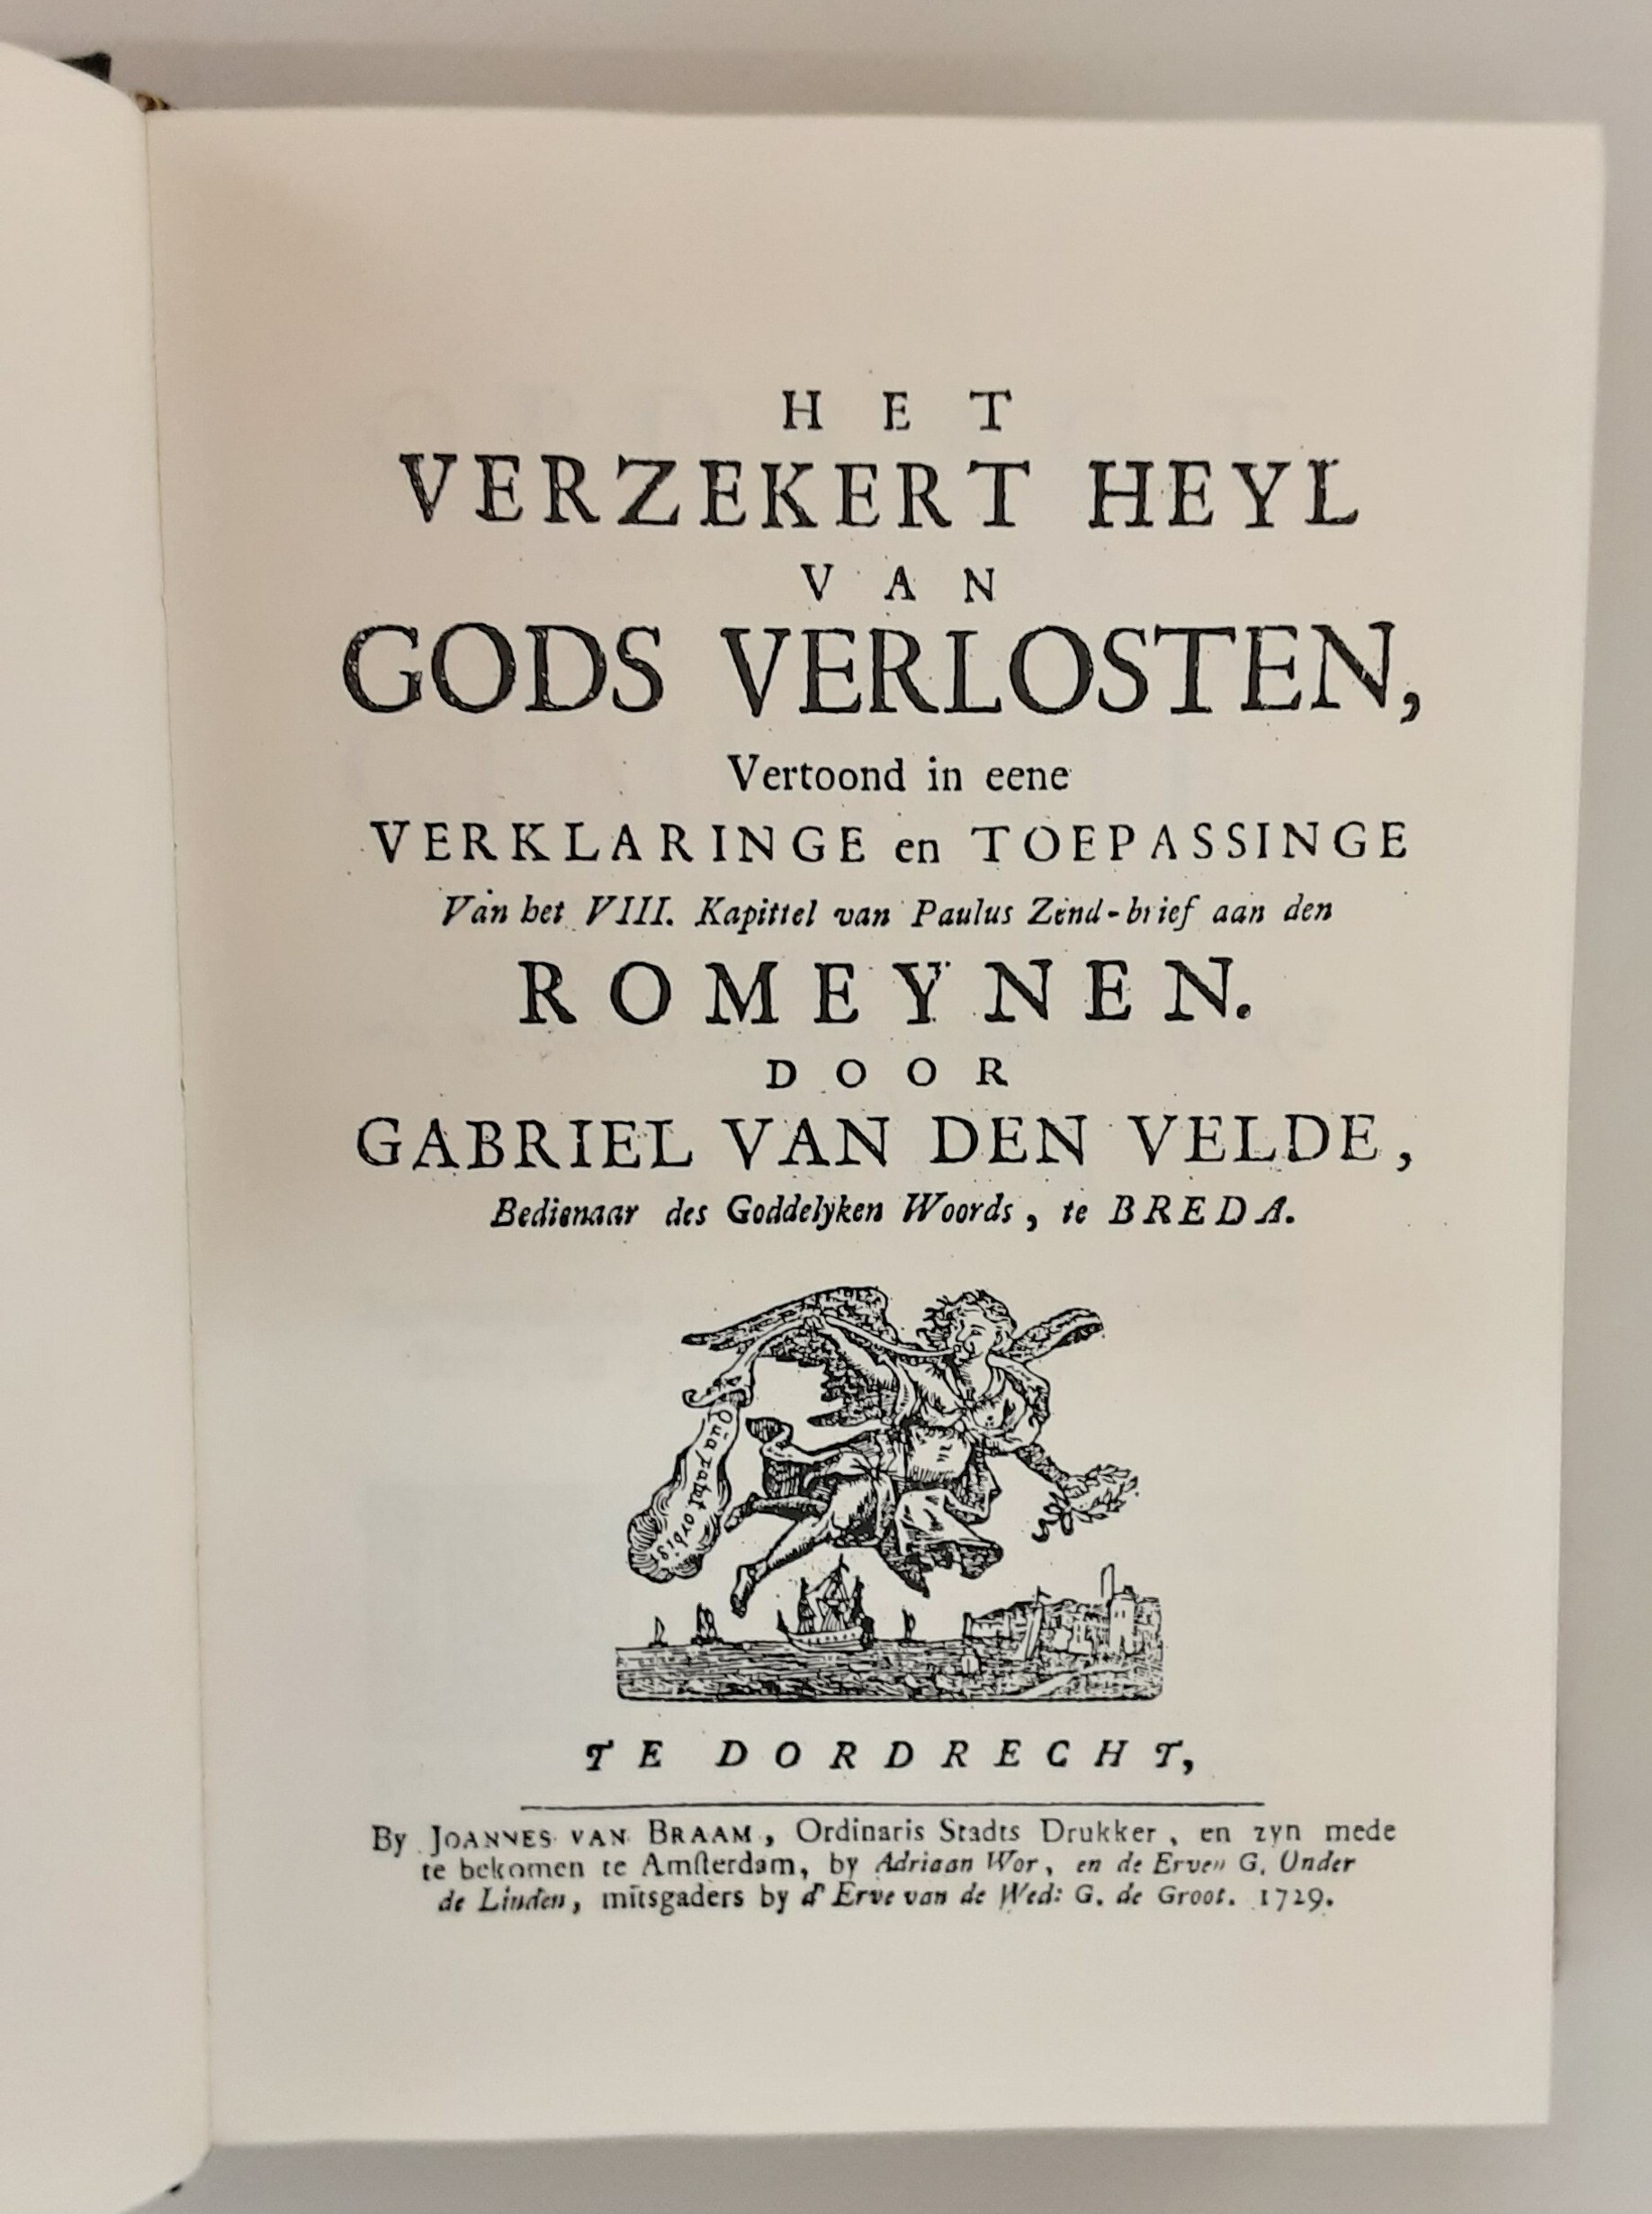 HET
VERZEKERT HEYL
VAN
GODS VERLOSTEN,
Vertoond in eene
VERKLARINGE en TOEPASSINGE
Van het VIII. Kapittel van Paulus Zend-brief aan den
ROMEYNEN.
DOOR
GABRIEL VAN DEN VELDE,
Bedienaar des Goddelyken Woords, te BREDA.
Qua patet orbis
TE DORDRECHT,
By JOANNES VAN BRAAM, Ordinaris Stadts Drukker, en zyn mede
te bekomen te Amſterdam, by Adriaan Wor, en de Erven G. Onder
de Linden, mitsgaders by d' Erve van de Wed: G. de Groot. 1729.